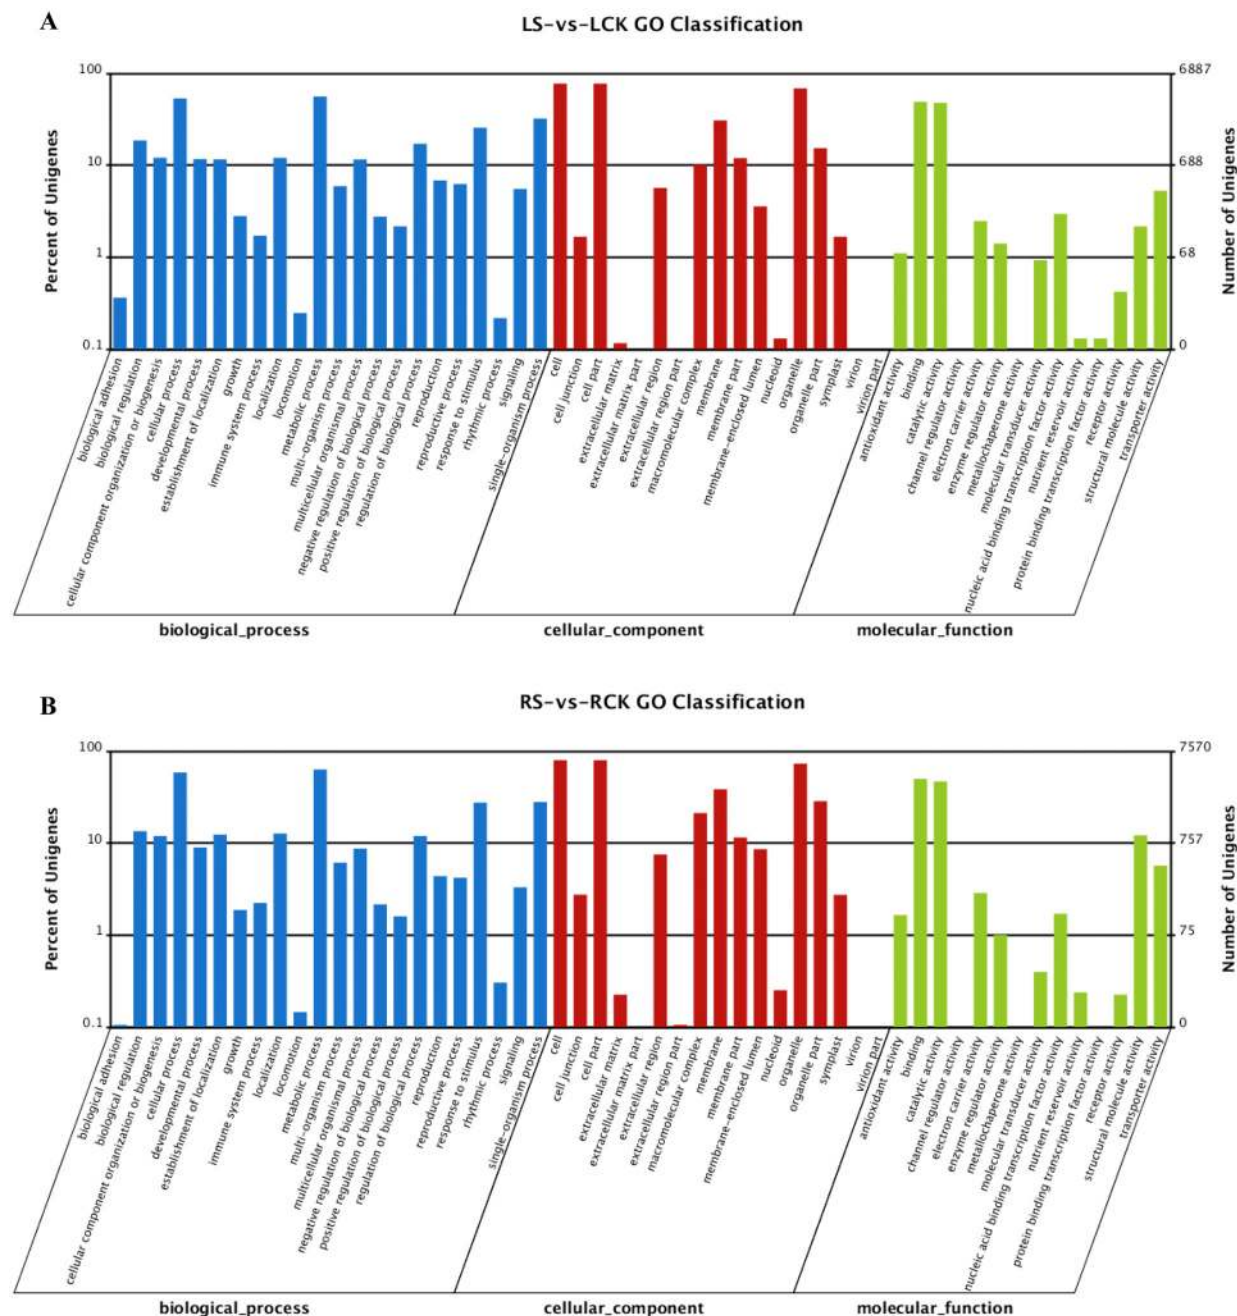 A
LS-vs-LCK GO Classification
Percent of Unigenes
100
10
1
0.1
6887
688
68
0
Number of Unigenes
biological adhesion
biological regulation
cellular component organization or biogenesis
cellular process
developmental process
establishment of localization
growth
immune system process
localization
locomotion
metabolic process
multi-organism process
multicellular organismal process
negative regulation of biological process
positive regulation of biological process
regulation of biological process
reproduction
reproductive process
response to stimulus
rhythmic process
signaling
single-organism process
cell
cell junction
cell part
extracellular matrix
extracellular matrix part
extracellular region
extracellular region part
macromolecular complex
membrane
membrane part
membrane-enclosed lumen
nucleoid
organelle
organelle part
symplast
virion
virion part
antioxidant activity
binding
catalytic activity
channel regulator activity
electron carrier activity
enzyme regulator activity
metallochaperone activity
molecular transducer activity
nucleic acid binding transcription factor activity
nutrient reservoir activity
protein binding transcription factor activity
receptor activity
structural molecule activity
transporter activity
biological_process
cellular_component
molecular_function
B
RS-vs-RCK GO Classification
Percent of Unigenes
100
10
1
0.1
7570
757
75
0
Number of Unigenes
biological adhesion
biological regulation
cellular component organization or biogenesis
cellular process
developmental process
establishment of localization
growth
immune system process
localization
locomotion
metabolic process
multi-organism process
multicellular organismal process
negative regulation of biological process
positive regulation of biological process
regulation of biological process
reproduction
reproductive process
response to stimulus
rhythmic process
signaling
single-organism process
cell
cell junction
cell part
extracellular matrix
extracellular matrix part
extracellular region
extracellular region part
macromolecular complex
membrane
membrane part
membrane-enclosed lumen
nucleoid
organelle
organelle part
symplast
virion
virion part
antioxidant activity
binding
catalytic activity
channel regulator activity
electron carrier activity
enzyme regulator activity
metallochaperone activity
molecular transducer activity
nucleic acid binding transcription factor activity
nutrient reservoir activity
protein binding transcription factor activity
receptor activity
structural molecule activity
transporter activity
biological_process
cellular_component
molecular_function